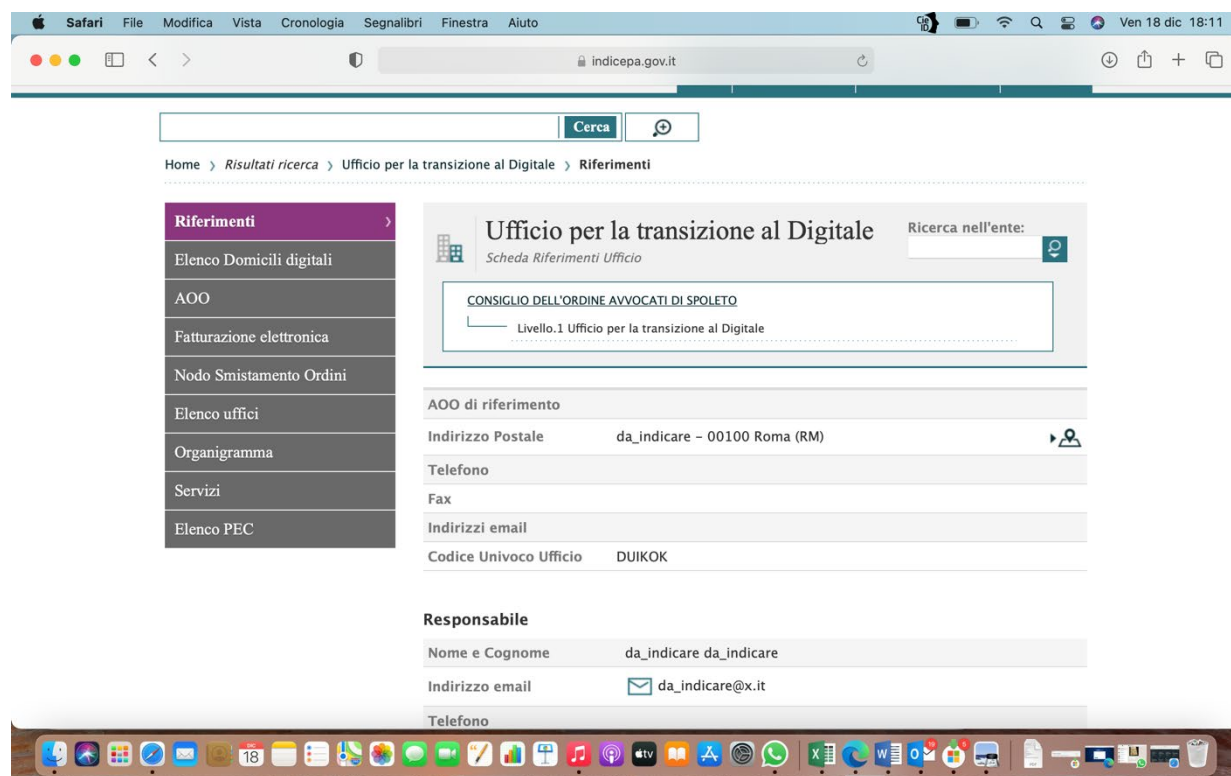 Safari File Modifica Vista Cronologia Segnalibri Finestra Aiuto
Ven 18 dic 18:11
indicepa.gov.it
Cerca
Home > Risultati ricerca > Ufficio per la transizione al Digitale > Riferimenti
Riferimenti
Elenco Domicili digitali
AOO
Fatturazione elettronica
Nodo Smistamento Ordini
Elenco uffici
Organigramma
Servizi
Elenco PEC
Ufficio per la transizione al Digitale
Scheda Riferimenti Ufficio
Ricerca nell'ente:
CONSIGLIO DELL'ORDINE AVVOCATI DI SPOLETO
Livello.1 Ufficio per la transizione al Digitale
AOO di riferimento
Indirizzo Postale da_indicare – 00100 Roma (RM)
Telefono
Fax
Indirizzi email
Codice Univoco Ufficio DUIKOK
Responsabile
Nome e Cognome da_indicare da_indicare
Indirizzo email da_indicare@x.it
Telefono